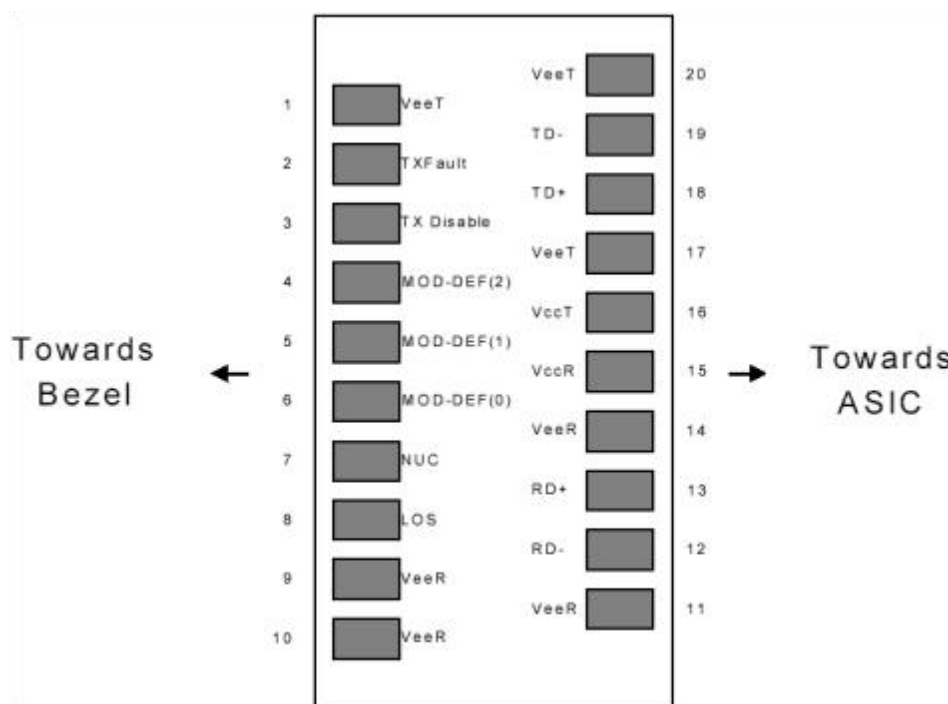 VeeT 20
1 VeeT
TD- 19
2 TXFault
TD+ 18
3 TX Disable
VeeT 17
4 MOD-DEF(2)
VccT 16
5 MOD-DEF(1)
Towards
Bezel
VccR 15
Towards
ASIC
6 MOD-DEF(0)
VeeR 14
7 NUC
RD+ 13
8 LOS
RD- 12
9 VeeR
VeeR 11
10 VeeR